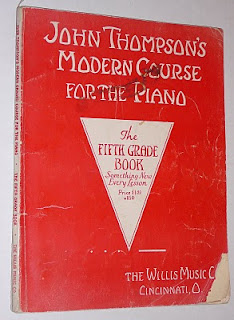 JOHN THOMPSON'S
MODERN COURSE
FOR THE PIANO
The
FIFTH GRADE
BOOK
Something New
Every Lesson
Price
THE WILLIS MUSIC C
CINCINNATI, O.